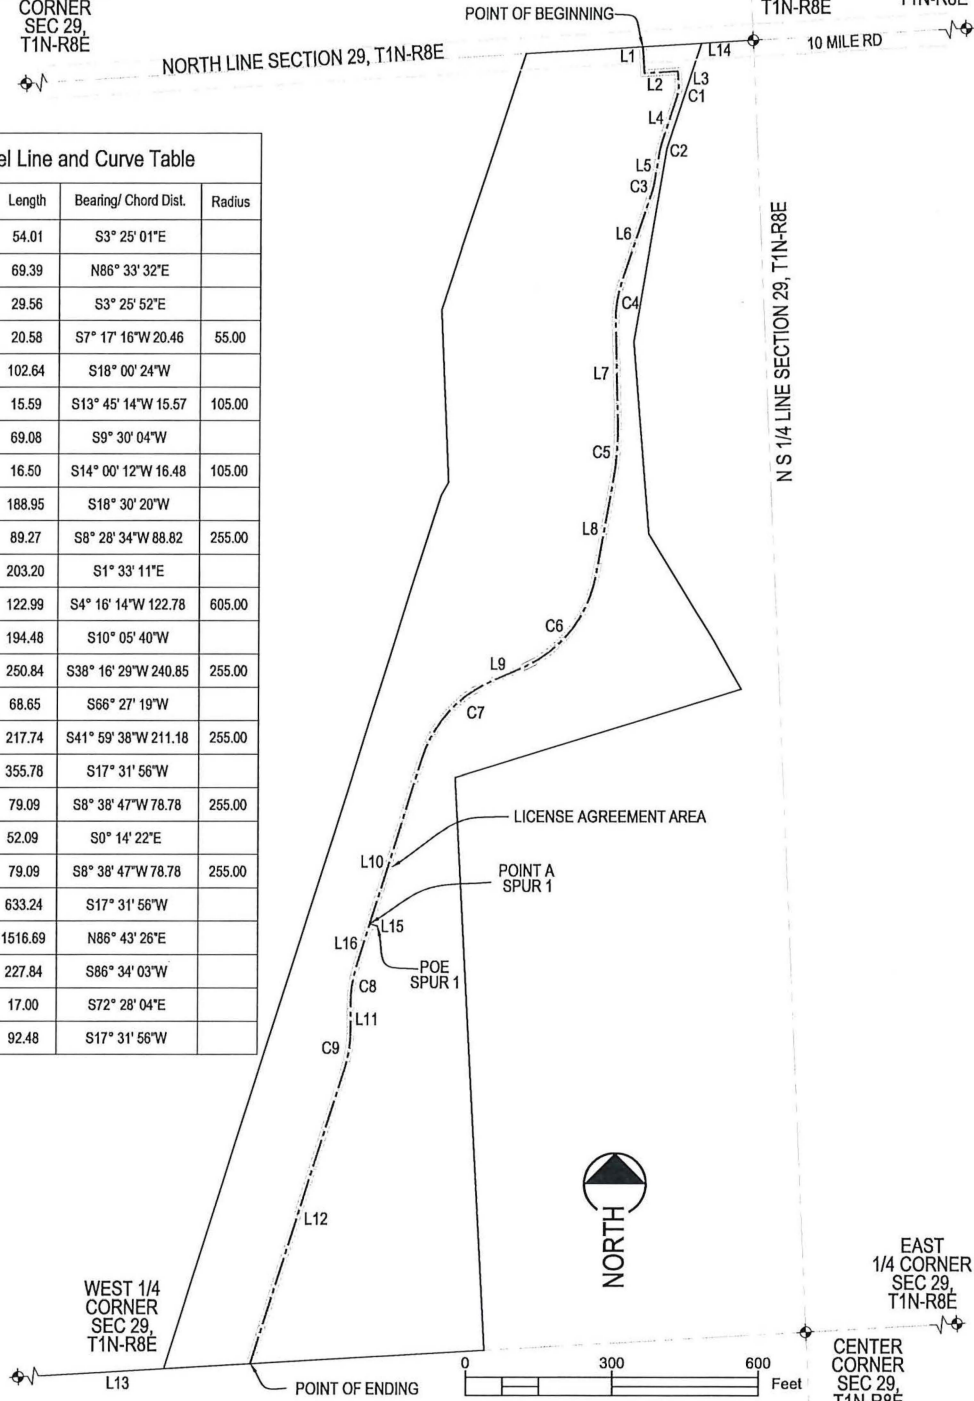 CORNER
SEC 29,
T1N-R8E
POINT OF BEGINNING
T1N-R8E
NORTH LINE SECTION 29, T1N-R8E
10 MILE RD
L1
L14
L2
L3
C1
L4
C2
L5
C3
L6
C4
L7
C5
L8
C6
L9
C7
N S 1/4 LINE SECTION 29, T1N-R8E
el Line and Curve Table
Length Bearing/ Chord Dist. Radius
54.01 S3° 25' 01"E
69.39 N86° 33' 32"E
29.56 S3° 25' 52"E
20.58 S7° 17' 16"W 20.46 55.00
102.64 S18° 00' 24"W
15.59 S13° 45' 14"W 15.57 105.00
69.08 S9° 30' 04"W
16.50 S14° 00' 12"W 16.48 105.00
188.95 S18° 30' 20"W
89.27 S8° 28' 34"W 88.82 255.00
203.20 S1° 33' 11"E
122.99 S4° 16' 14"W 122.78 605.00
194.48 S10° 05' 40"W
250.84 S38° 16' 29"W 240.85 255.00
68.65 S66° 27' 19"W
217.74 S41° 59' 38"W 211.18 255.00
355.78 S17° 31' 56"W
79.09 S8° 38' 47"W 78.78 255.00
52.09 S0° 14' 22"E
79.09 S8° 38' 47"W 78.78 255.00
633.24 S17° 31' 56"W
1516.69 N86° 43' 26"E
227.84 S86° 34' 03"W
17.00 S72° 28' 04"E
92.48 S17° 31' 56"W
LICENSE AGREEMENT AREA
L10
POINT A
SPUR 1
L15
L16
POE
SPUR 1
C8
L11
C9
L12
NORTH
WEST 1/4
CORNER
SEC 29,
T1N-R8E
EAST
1/4 CORNER
SEC 29,
T1N-R8E
L13
POINT OF ENDING
0 300 600
Feet
CENTER
CORNER
SEC 29,
T1N-R8E